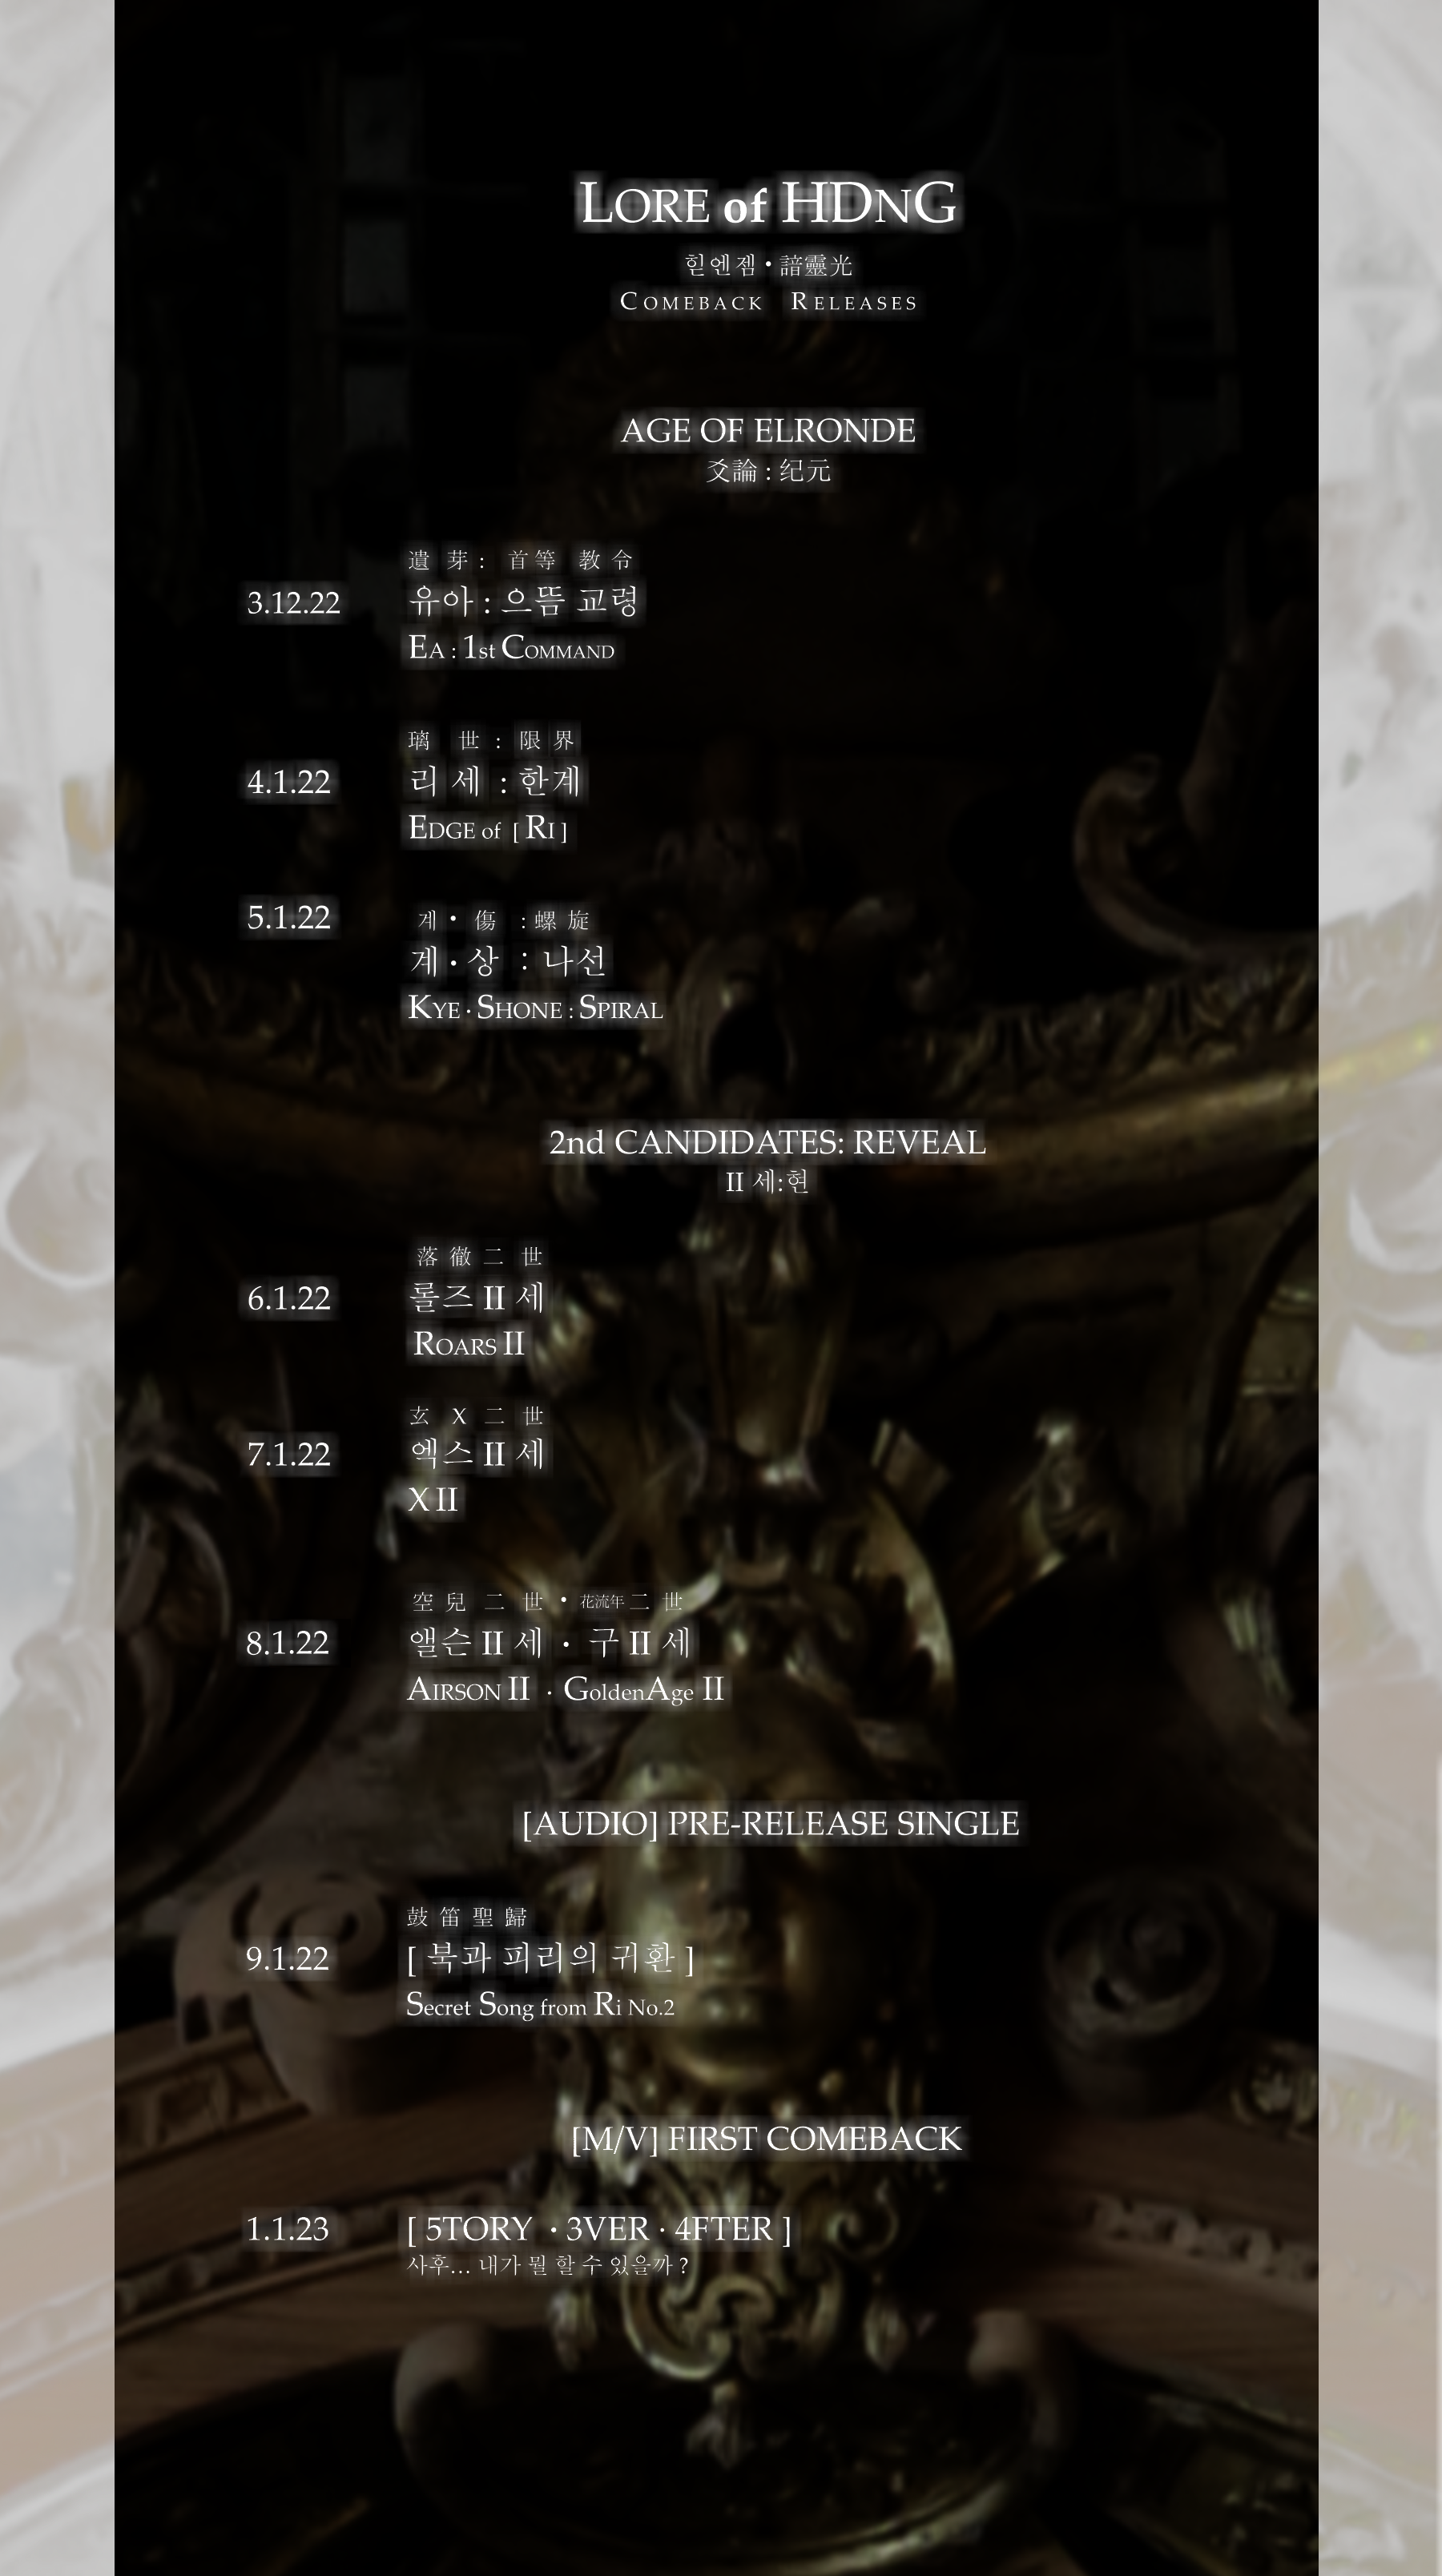 LORE of HDNG
힏엔젬 • 諳靈光
COMEBACK RELEASES
AGE OF ELRONDE
爻論 : 纪元
遺 芽 : 首等 教令
3.12.22 유아 : 으뜸 교령
EA : 1st COMMAND
璃 世 : 限界
4.1.22 리 세 : 한계
EDGE of [ RI ]
계 • 傷 : 螺 旋
5.1.22 계 · 상 : 나선
KYE · SHONE : SPIRAL
2nd CANDIDATES: REVEAL
II 세:현
落 徹 二 世
6.1.22 롤즈 II 세
ROARS II
玄 X 二 世
7.1.22 엑스 II 세
X II
空 兒 二 世 • 花流年 二 世
8.1.22 앨슨 II 세 · 구 II 세
AIRSON II · GoldenAge II
[AUDIO] PRE-RELEASE SINGLE
鼓 笛 聖 歸
9.1.22 [ 북과 피리의 귀환 ]
Secret Song from Ri No.2
[M/V] FIRST COMEBACK
1.1.23 [ 5TORY · 3VER · 4FTER ]
사후... 내가 뭘 할 수 있을까 ?